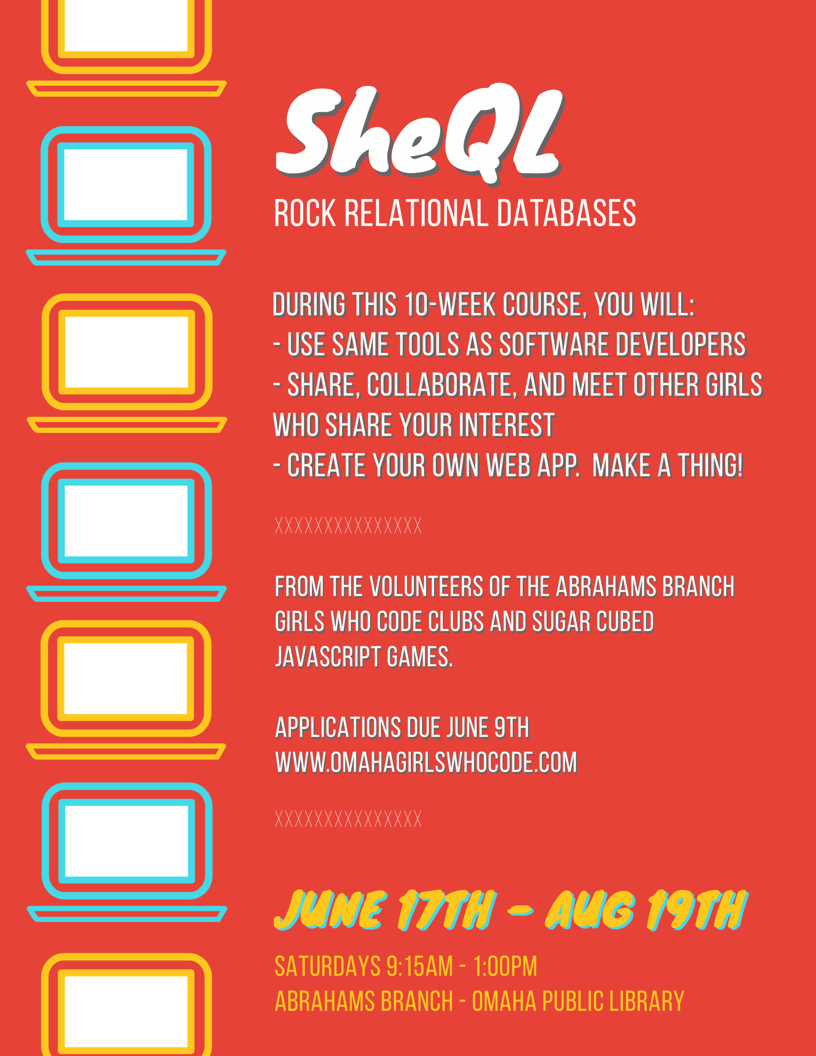 SheQL
ROCK RELATIONAL DATABASES
DURING THIS 10-WEEK COURSE, YOU WILL:
- USE SAME TOOLS AS SOFTWARE DEVELOPERS
- SHARE, COLLABORATE, AND MEET OTHER GIRLS
WHO SHARE YOUR INTEREST
- CREATE YOUR OWN WEB APP.  MAKE A THING!
XXXXXXXXXXXXXXX
FROM THE VOLUNTEERS OF THE ABRAHAMS BRANCH
GIRLS WHO CODE CLUBS AND SUGAR CUBED
JAVASCRIPT GAMES.
APPLICATIONS DUE JUNE 9TH
WWW.OMAHAGIRLSWHOCODE.COM
XXXXXXXXXXXXXXX
JUNE 17TH - AUG 19TH
SATURDAYS 9:15AM - 1:00PM
ABRAHAMS BRANCH - OMAHA PUBLIC LIBRARY